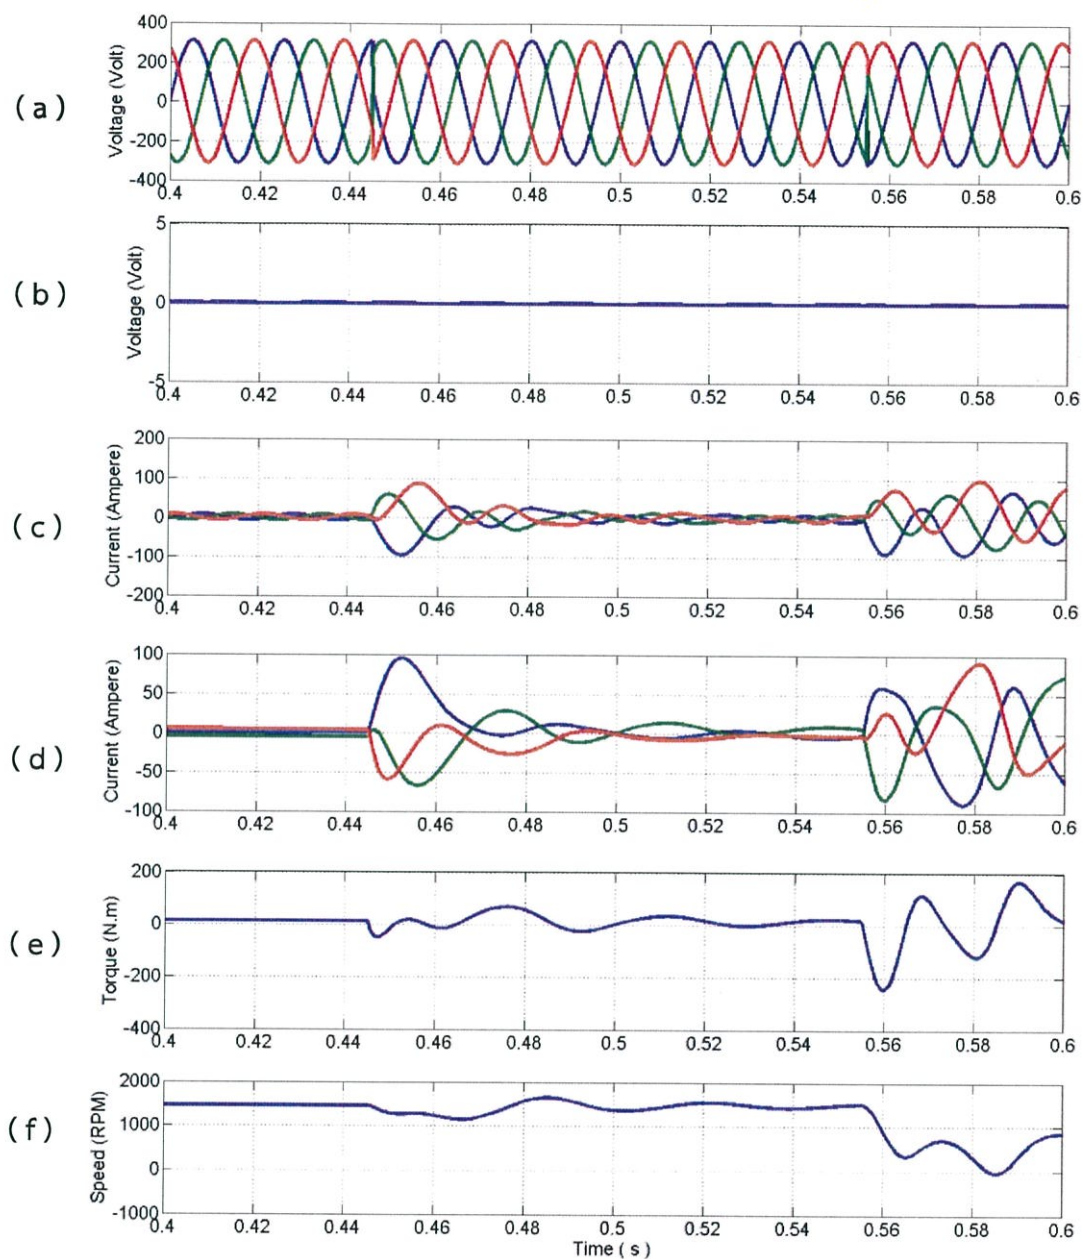 (a)
Voltage (Volt)
400
200
0
-200
-400
0.4 0.42 0.44 0.46 0.48 0.5 0.52 0.54 0.56 0.58 0.6
(b)
Voltage (Volt)
5
0
-5
0.4 0.42 0.44 0.46 0.48 0.5 0.52 0.54 0.56 0.58 0.6
(c)
Current (Ampere)
200
100
0
-100
-200
0.4 0.42 0.44 0.46 0.48 0.5 0.52 0.54 0.56 0.58 0.6
(d)
Current (Ampere)
100
50
0
-50
-100
0.4 0.42 0.44 0.46 0.48 0.5 0.52 0.54 0.56 0.58 0.6
(e)
Torque (N.m)
200
0
-200
-400
0.4 0.42 0.44 0.46 0.48 0.5 0.52 0.54 0.56 0.58 0.6
(f)
Speed (RPM)
2000
1000
0
-1000
0.4 0.42 0.44 0.46 0.48 0.5 0.52 0.54 0.56 0.58 0.6
Time ( s )